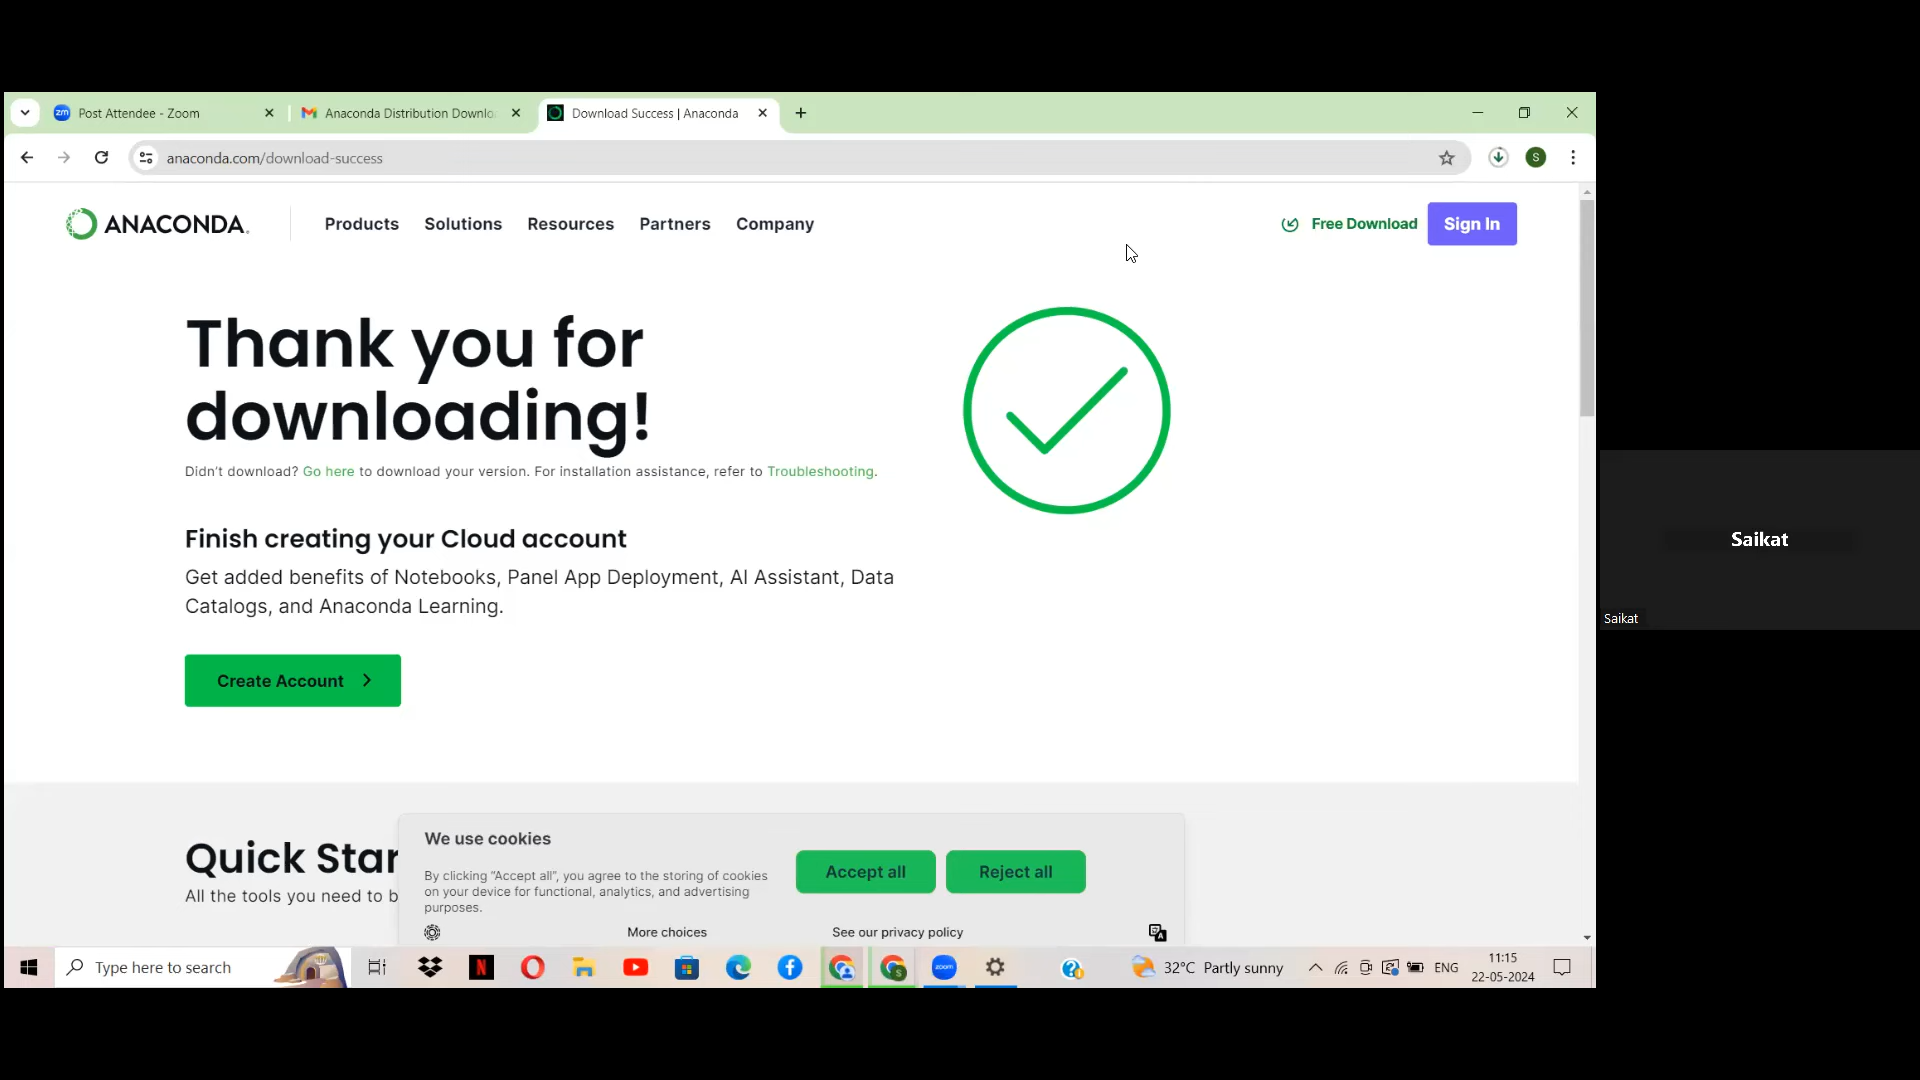 Post Attendee - Zoom
Anaconda Distribution Downlo
Download Success | Anaconda
anaconda.com/download-success
ANACONDA.
Products
Solutions
Resources
Partners
Company
Free Download
Sign In
Thank you for
downloading!
Didn't download? Go here to download your version. For installation assistance, refer to Troubleshooting.
Finish creating your Cloud account
Get added benefits of Notebooks, Panel App Deployment, AI Assistant, Data
Catalogs, and Anaconda Learning.
Create Account
Quick Star
All the tools you need to b
We use cookies
By clicking “Accept all”, you agree to the storing of cookies
on your device for functional, analytics, and advertising
purposes.
Accept all
Reject all
More choices
See our privacy policy
Type here to search
32°C Partly sunny
ENG
11:15
22-05-2024
Saikat
Saikat